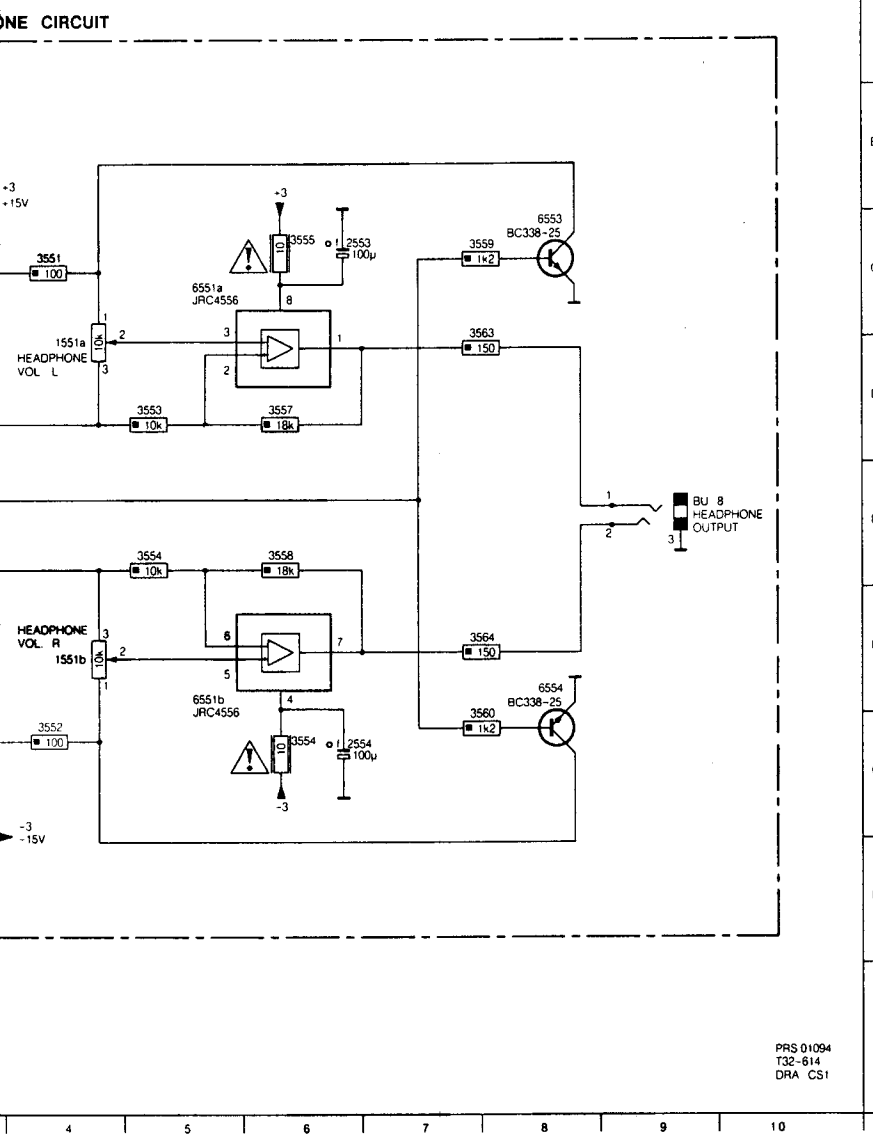 ONE CIRCUIT
+3
+15V
+3
3555
10
2553
100µ
6553
BC338-25
3559
1k2
3551
100
6551a
JRC4556
8
1
1551a
10k
2
HEADPHONE
VOL L
3
3
2
1
3563
150
3553
10k
3557
18k
1
2
3
BU 8
HEADPHONE
OUTPUT
3554
10k
3558
18k
HEADPHONE
VOL. R
1551b
3
10k
2
1
6
5
7
3564
150
6551b
JRC4556
4
6554
BC338-25
3560
1k2
3552
100
3554
10
2554
100µ
-3
-3
-15V
PRS 01094
T32-614
DRA CS1
4 5 6 7 8 9 10